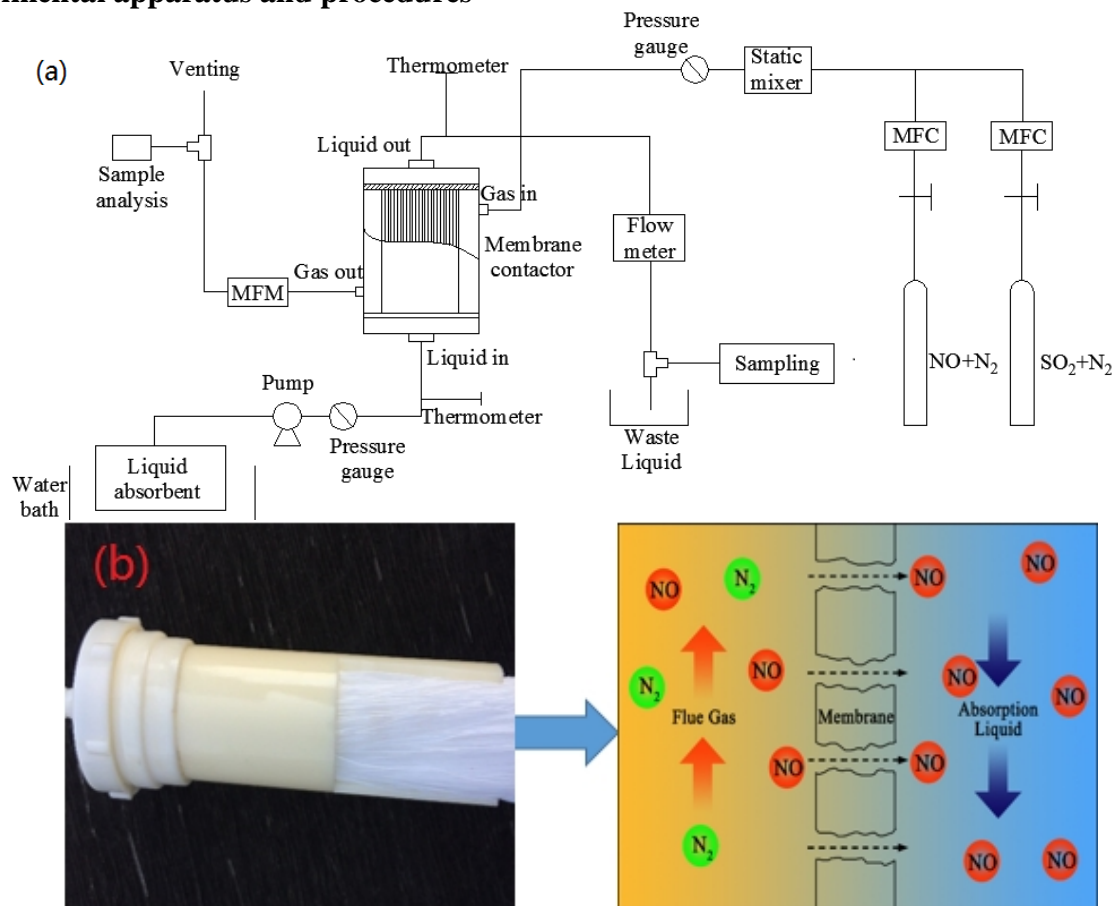 mental apparatus and procedures
(a)
Venting
Thermometer
Pressure
gauge
Static
mixer
MFC
MFC
Sample
analysis
Liquid out
Gas in
Flow
meter
Membrane
contactor
Gas out
MFM
Liquid in
NO+N2
SO2+N2
Sampling
Pump
Thermometer
Pressure
gauge
Waste
Liquid
Liquid
absorbent
Water
bath
(b)
NO
N2
NO
NO
NO
NO
N2
NO
Flue Gas
Membrane
Absorption
Liquid
NO
NO
NO
N2
NO
NO